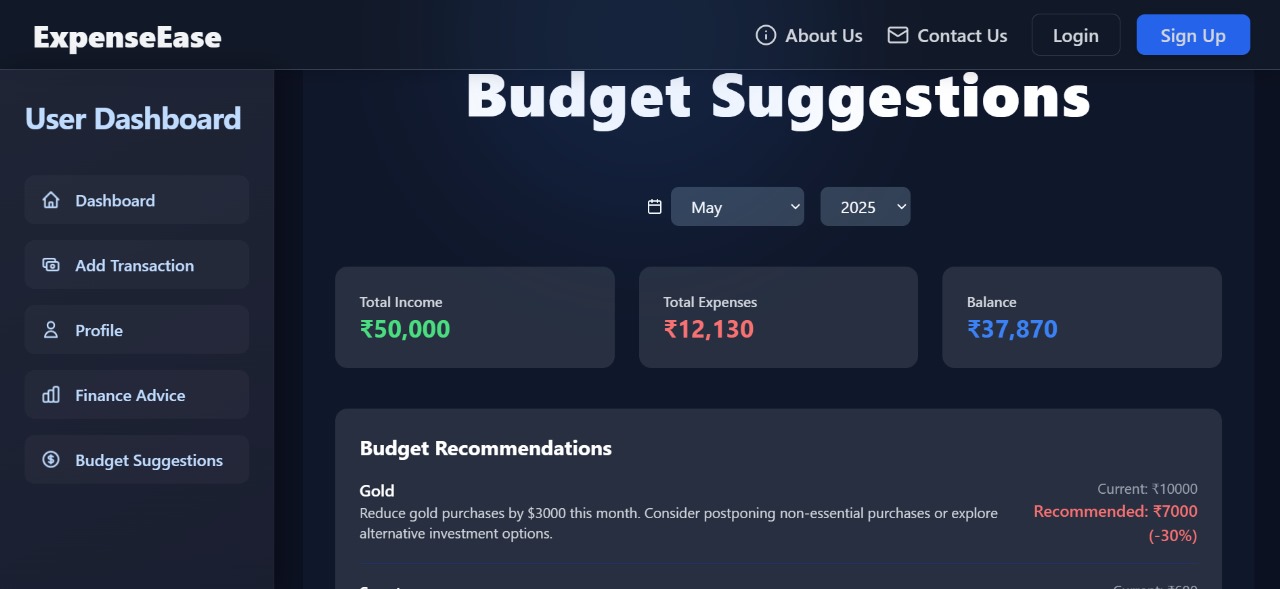 ExpenseEase
About Us
Contact Us
Login
Sign Up
User Dashboard
Dashboard
Add Transaction
Profile
Finance Advice
Budget Suggestions
Budget Suggestions
May
2025
Total Income
₹50,000
Total Expenses
₹12,130
Balance
₹37,870
Budget Recommendations
Gold
Reduce gold purchases by $3000 this month. Consider postponing non-essential purchases or explore
alternative investment options.
Current: ₹10000
Recommended: ₹7000
(-30%)